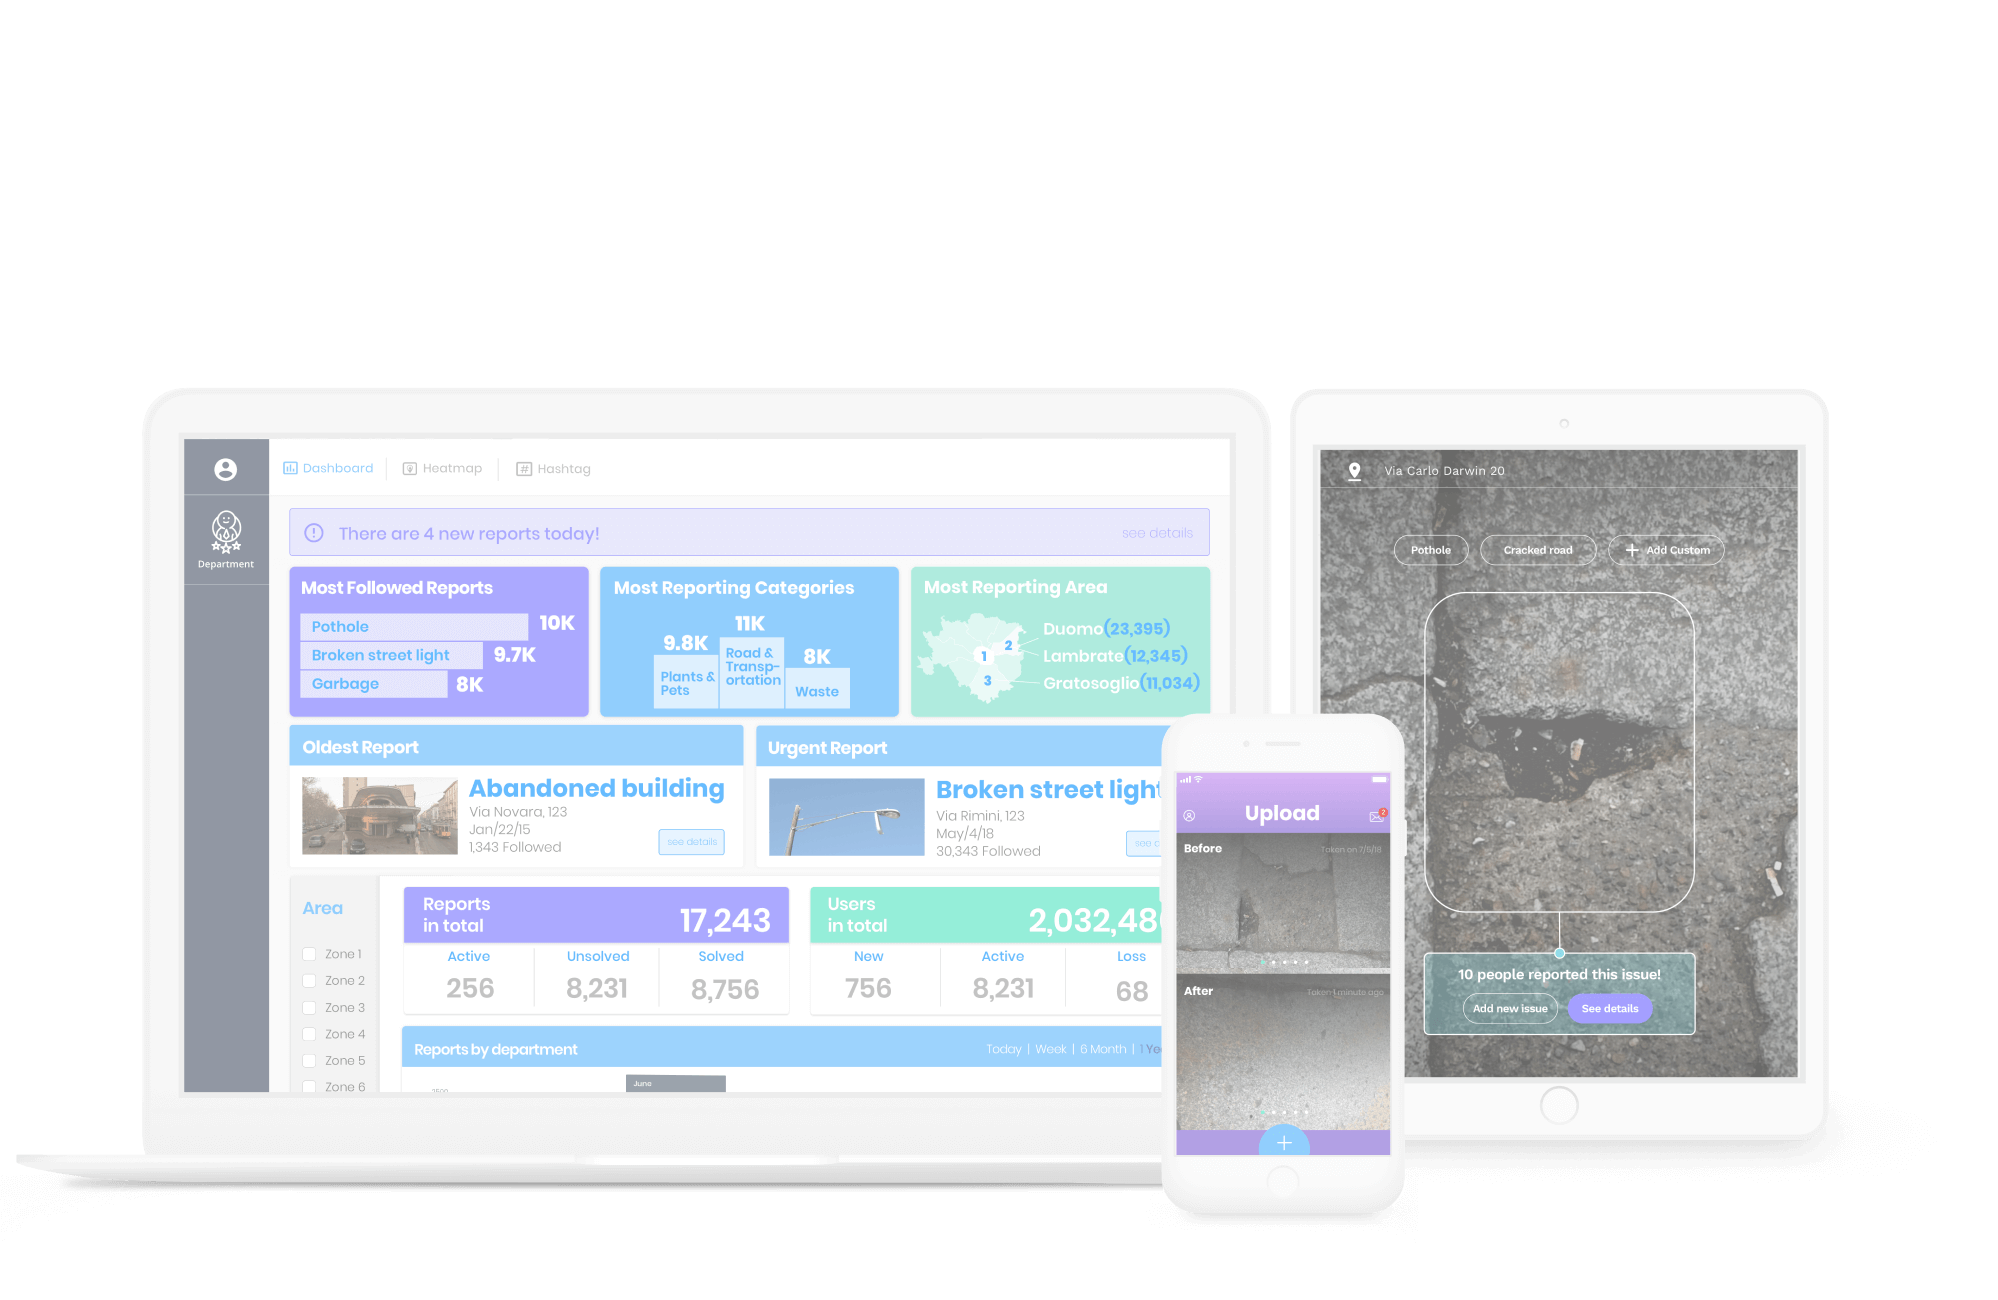 Dashboard
Heatmap
Hashtag
Department
There are 4 new reports today!
see details
Most Followed Reports
Pothole
10K
Broken street light
9.7K
Garbage
8K
Most Reporting Categories
9.8K
Plants &
Pets
11K
Road &
Transp-
ortation
8K
Waste
Most Reporting Area
1
2
3
Duomo(23,395)
Lambrate(12,345)
Gratosoglio(11,034)
Oldest Report
Abandoned building
Via Novara, 123
Jan/22/15
1,343 Followed
see details
Urgent Report
Broken street light
Via Rimini, 123
May/4/18
30,343 Followed
see
Area
Zone 1
Zone 2
Zone 3
Zone 4
Zone 5
Zone 6
Reports
in total
17,243
Active
256
Unsolved
8,231
Solved
8,756
Users
in total
2,032,48
New
756
Active
8,231
Loss
68
Reports by department
Today | Week | 6 Month | 1 Ye
June
Upload
2
Before
Taken on 7/6/18
After
Taken 1 minute ago
Via Carlo Darwin 20
Pothole
Cracked road
Add Custom
10 people reported this issue!
Add new issue
See details